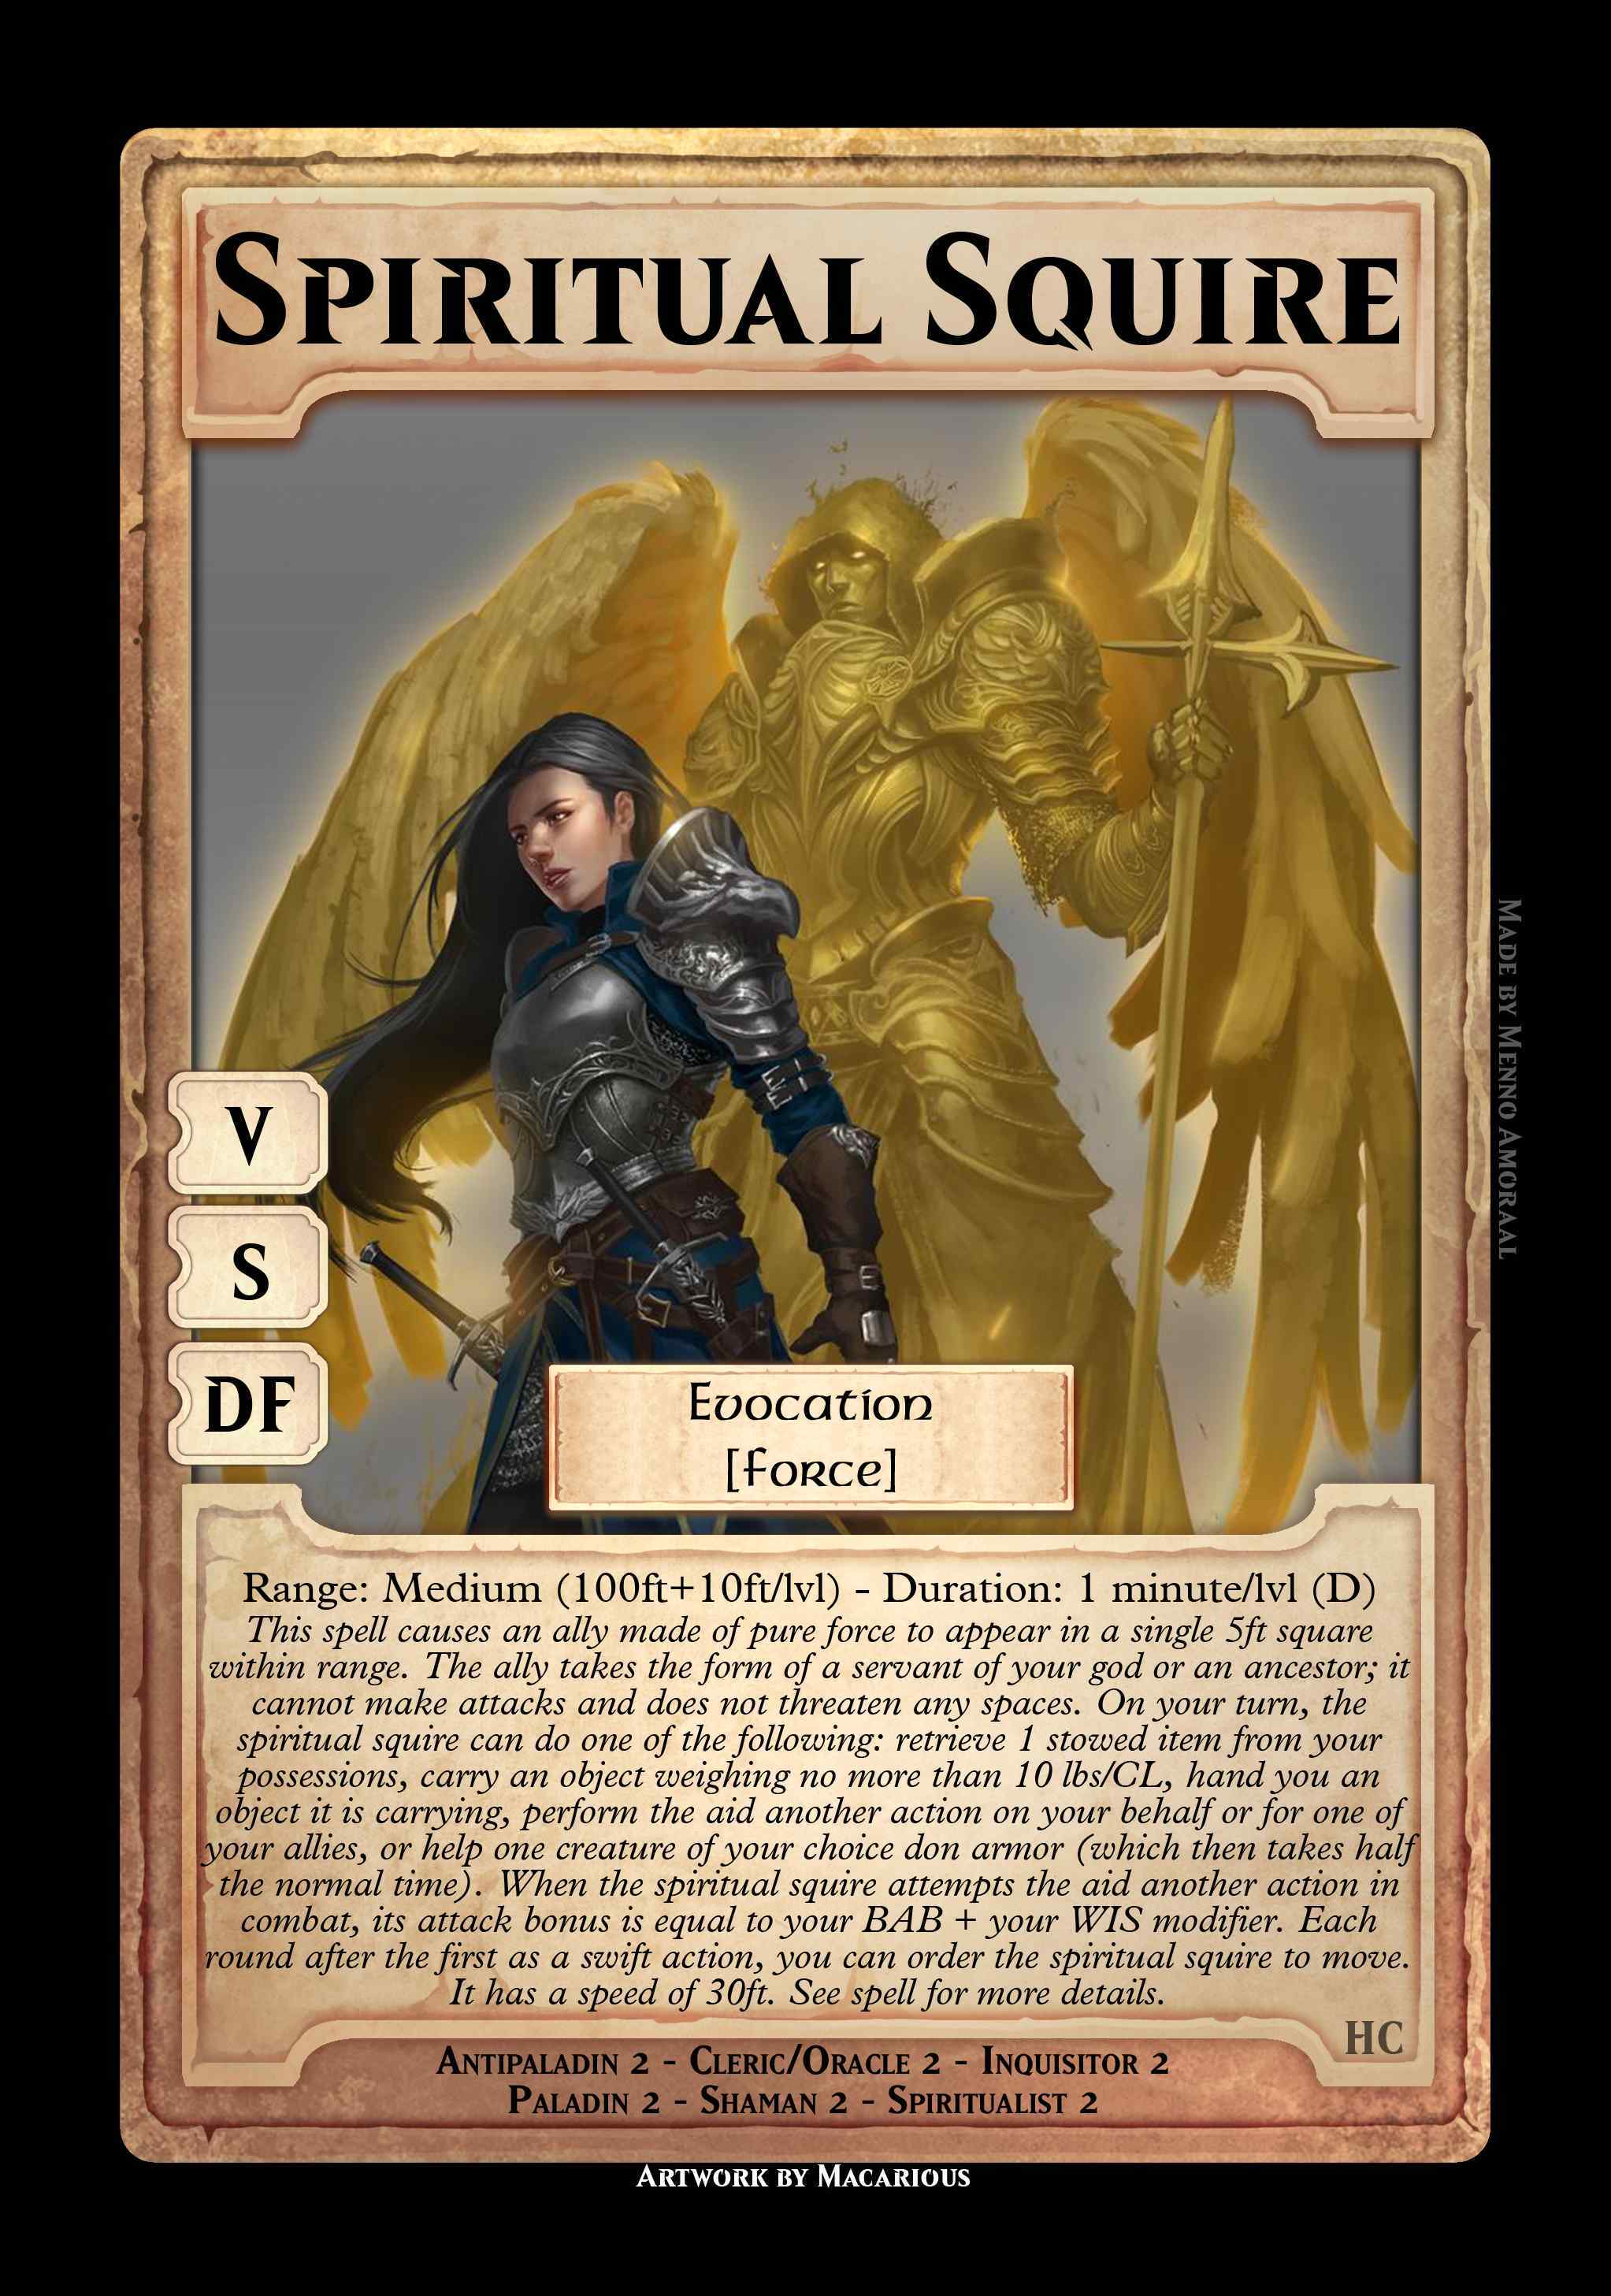 Spiritual Squire
V
S
DF
Evocation
[Force]
Range: Medium (100ft+10ft/lvl) - Duration: 1 minute/lvl (D)
This spell causes an ally made of pure force to appear in a single 5ft square
within range. The ally takes the form of a servant of your god or an ancestor; it
cannot make attacks and does not threaten any spaces. On your turn, the
spiritual squire can do one of the following: retrieve 1 stowed item from your
possessions, carry an object weighing no more than 10 lbs/CL, hand you an
object it is carrying, perform the aid another action on your behalf or for one of
your allies, or help one creature of your choice don armor (which then takes half
the normal time). When the spiritual squire attempts the aid another action in
combat, its attack bonus is equal to your BAB + your WIS modifier. Each
round after the first as a swift action, you can order the spiritual squire to move.
It has a speed of 30ft. See spell for more details.
HC
Antipaladin 2 - Cleric/Oracle 2 - Inquisitor 2
Paladin 2 - Shaman 2 - Spiritualist 2
Artwork by Macarious
Made by Menno Amoraal